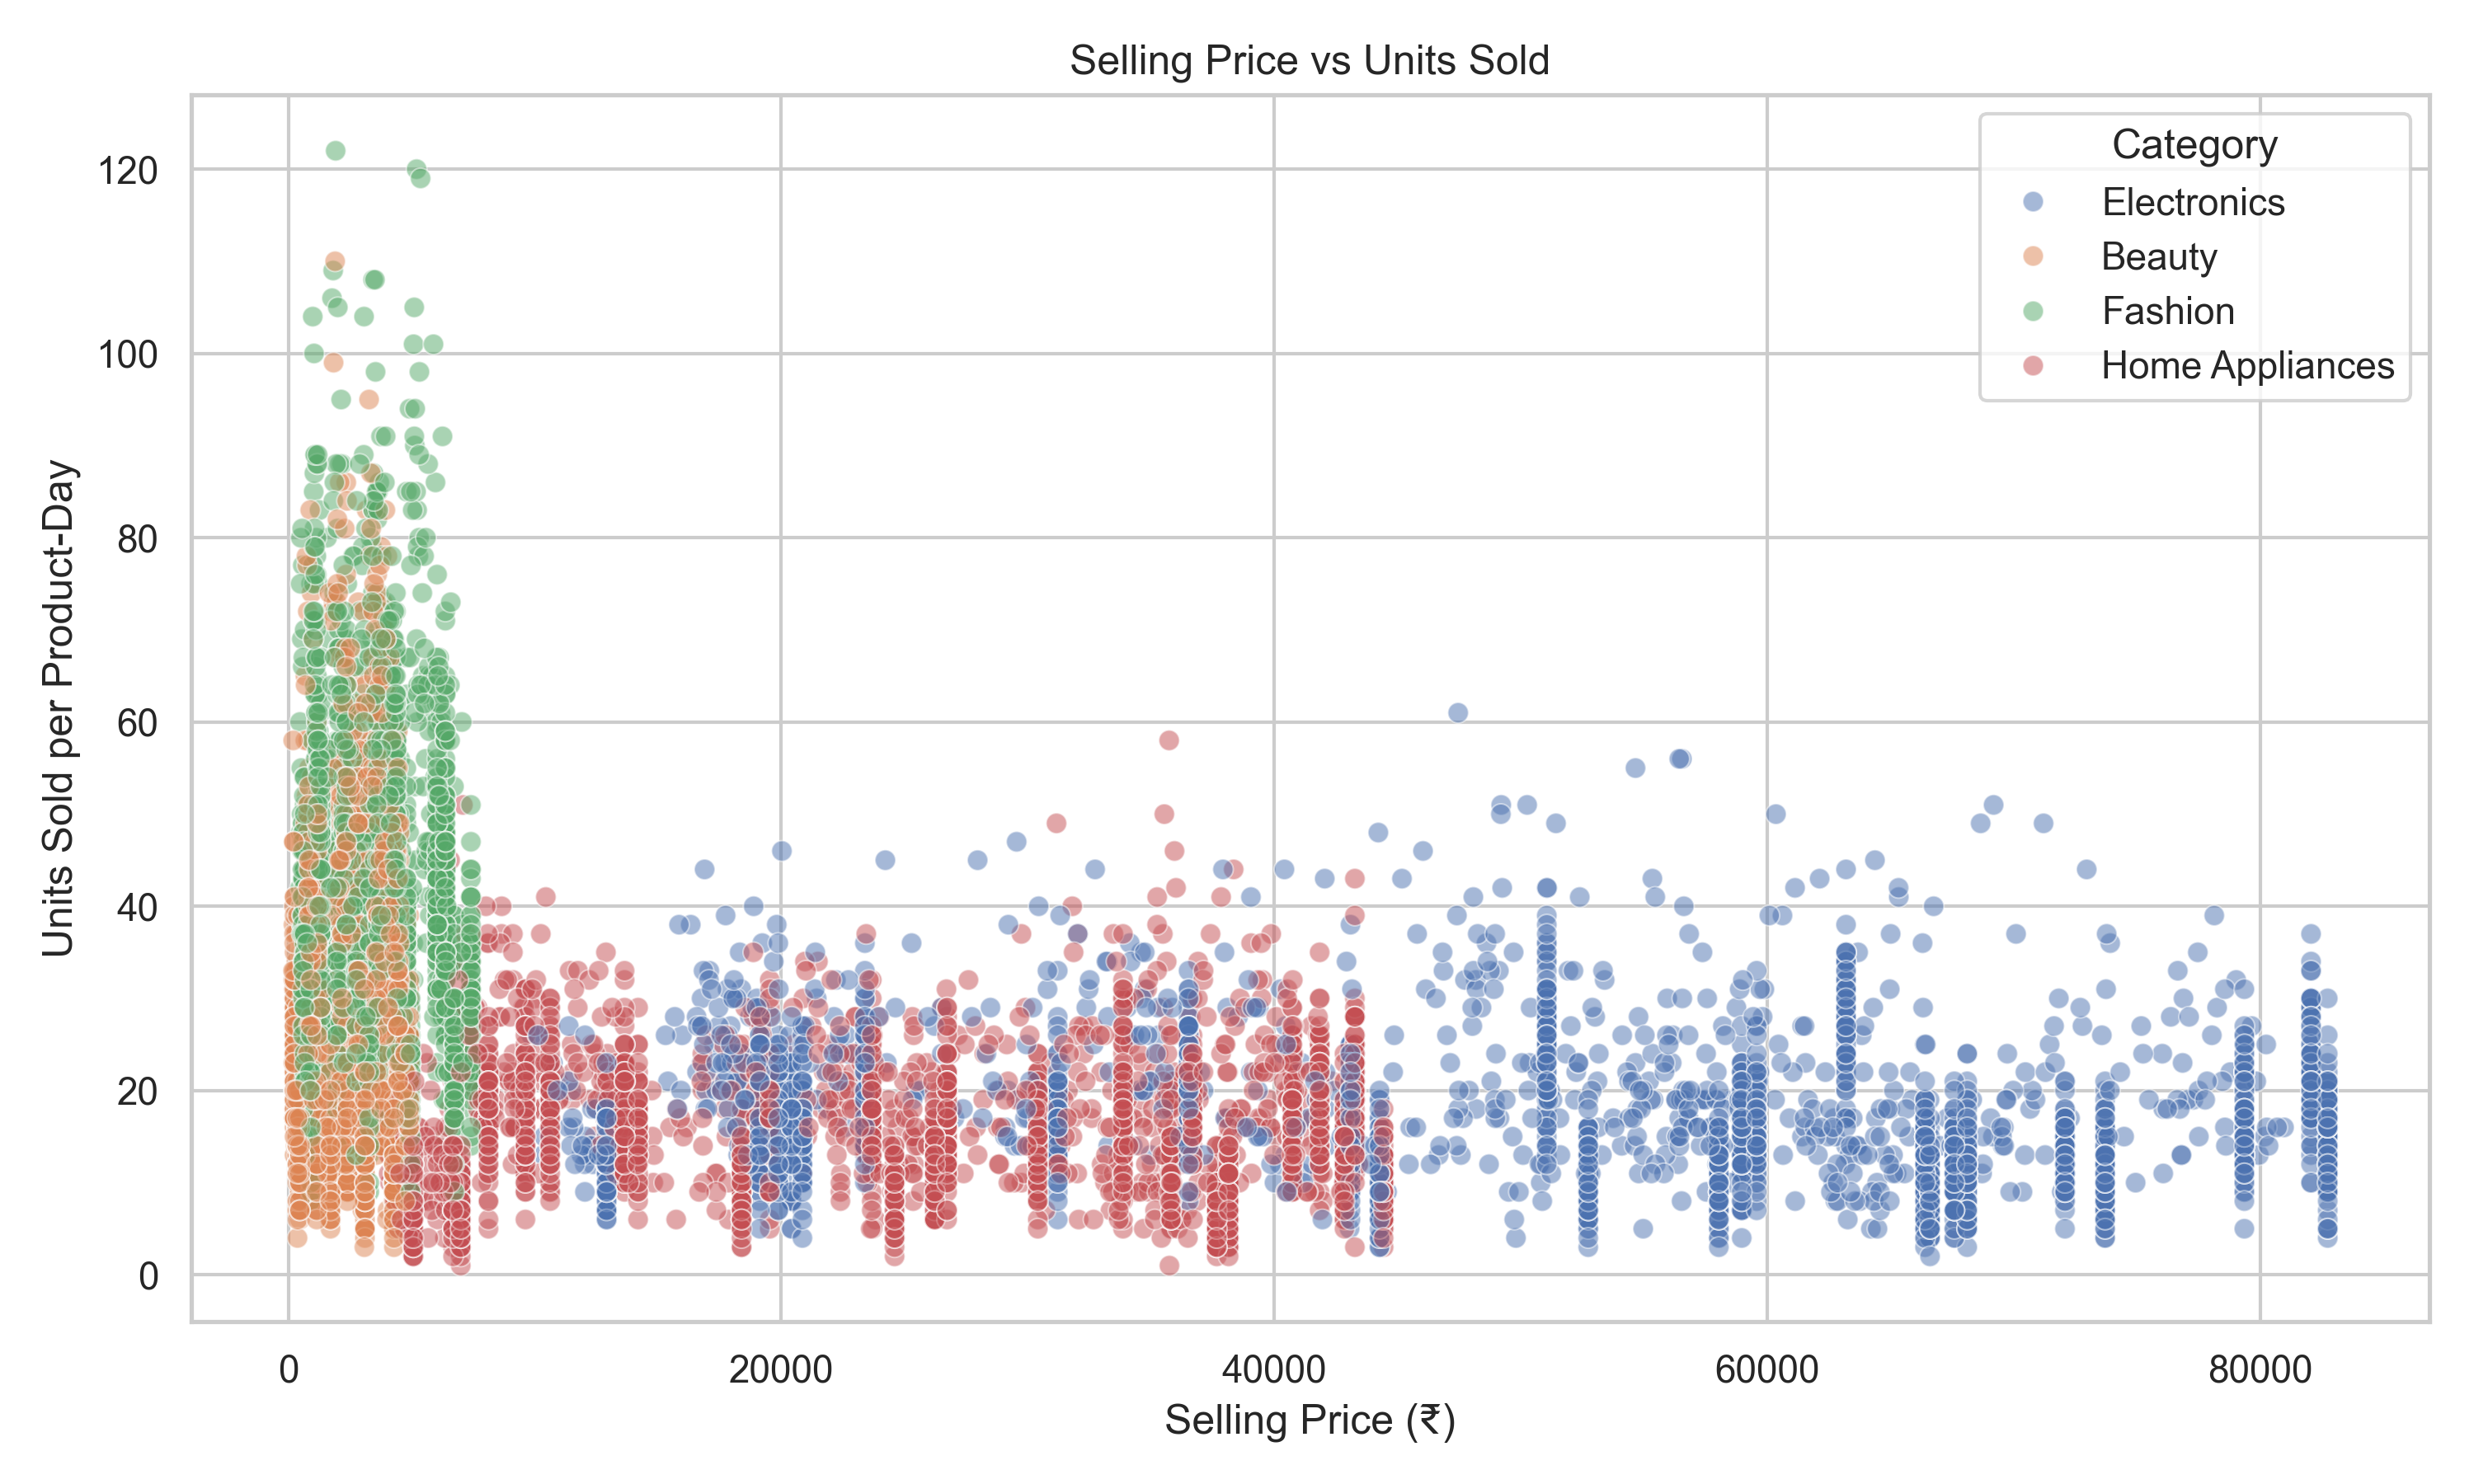 Selling Price vs Units Sold
Category
Electronics
Beauty
Fashion
Home Appliances
Units Sold per Product-Day
120
100
80
60
40
20
0
0
20000
40000
60000
80000
Selling Price (₹)